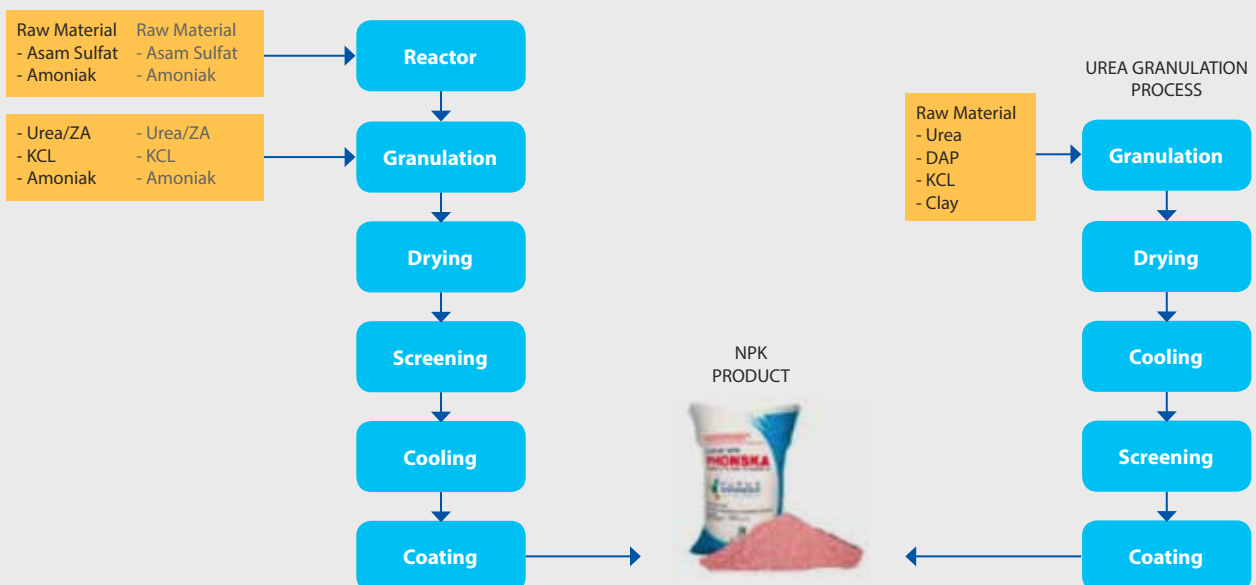 Raw Material
- Asam Sulfat
- Amoniak
Raw Material
- Asam Sulfat
- Amoniak
Reactor
- Urea/ZA
- KCL
- Amoniak
- Urea/ZA
- KCL
- Amoniak
Granulation
Drying
Screening
Cooling
Coating
NPK
PRODUCT
PHONSKA
UREA GRANULATION
PROCESS
Raw Material
- Urea
- DAP
- KCL
- Clay
Granulation
Drying
Cooling
Screening
Coating